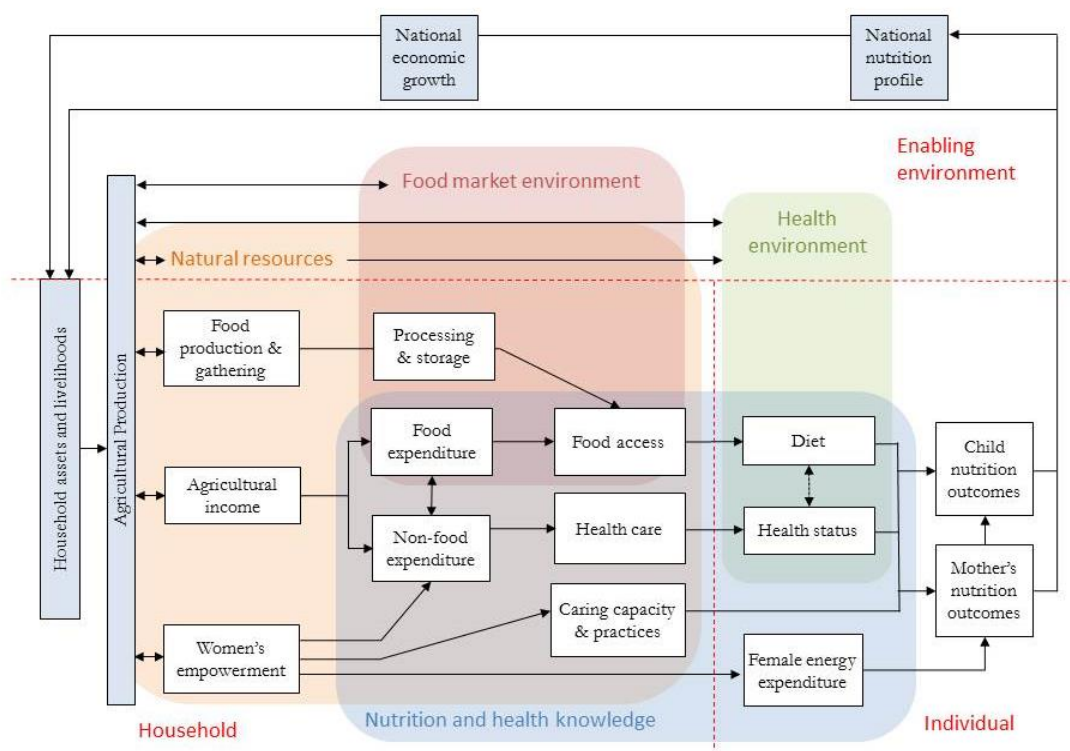 National
economic
growth
National
nutrition
profile
Enabling
environment
Food market environment
Health
environment
Natural resources
Household assets and livelihoods
Agricultural Production
Food
production &
gathering
Processing
& storage
Food
expenditure
Food access
Diet
Child
nutrition
outcomes
Agricultural
income
Non-food
expenditure
Health care
Health status
Mother's
nutrition
outcomes
Caring capacity
& practices
Women's
empowerment
Female energy
expenditure
Household
Nutrition and health knowledge
Individual